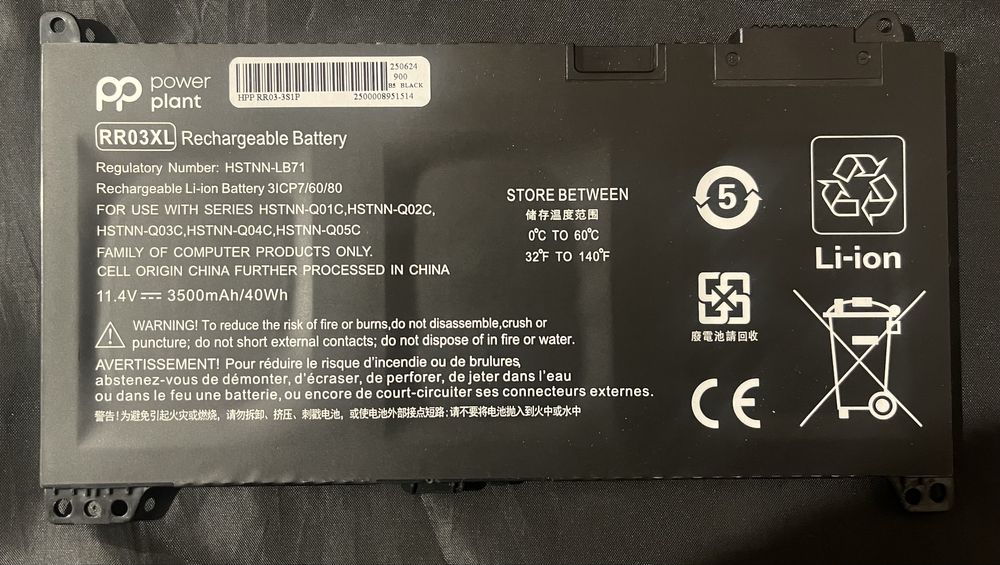 pp power
plant
250624
900
B5 BLACK
HPP RR03-3S1P 2500008951514
RR03XL Rechargeable Battery
Regulatory Number: HSTNN-LB71
Rechargeable Li-ion Battery 3ICP7/60/80
FOR USE WITH SERIES HSTNN-Q01C,HSTNN-Q02C,
HSTNN-Q03C,HSTNN-Q04C,HSTNN-Q05C
FAMILY OF COMPUTER PRODUCTS ONLY.
CELL ORIGIN CHINA FURTHER PROCESSED IN CHINA
11.4V⎓ 3500mAh/40Wh
WARNING! To reduce the risk of fire or burns,do not disassemble,crush or
puncture; do not short external contacts; do not dispose of in fire or water.
AVERTISSEMENT! Pour réduire le risque d'incendie ou de brulures,
abstenez-vous de démonter, d'écraser, de perforer, de jeter dans l'eau
ou dans le feu une batterie, ou encore de court-circuiter ses connecteurs externes.
警告!为避免引起火灾或燃烧, 请勿拆卸、挤压、刺戳电池, 或使电池外部接点短路;请不要将电池抛入到火中或水中
STORE BETWEEN
储存温度范围
0°C TO 60°C
32°F TO 140°F
5
Li-ion
廢電池請回收
CE